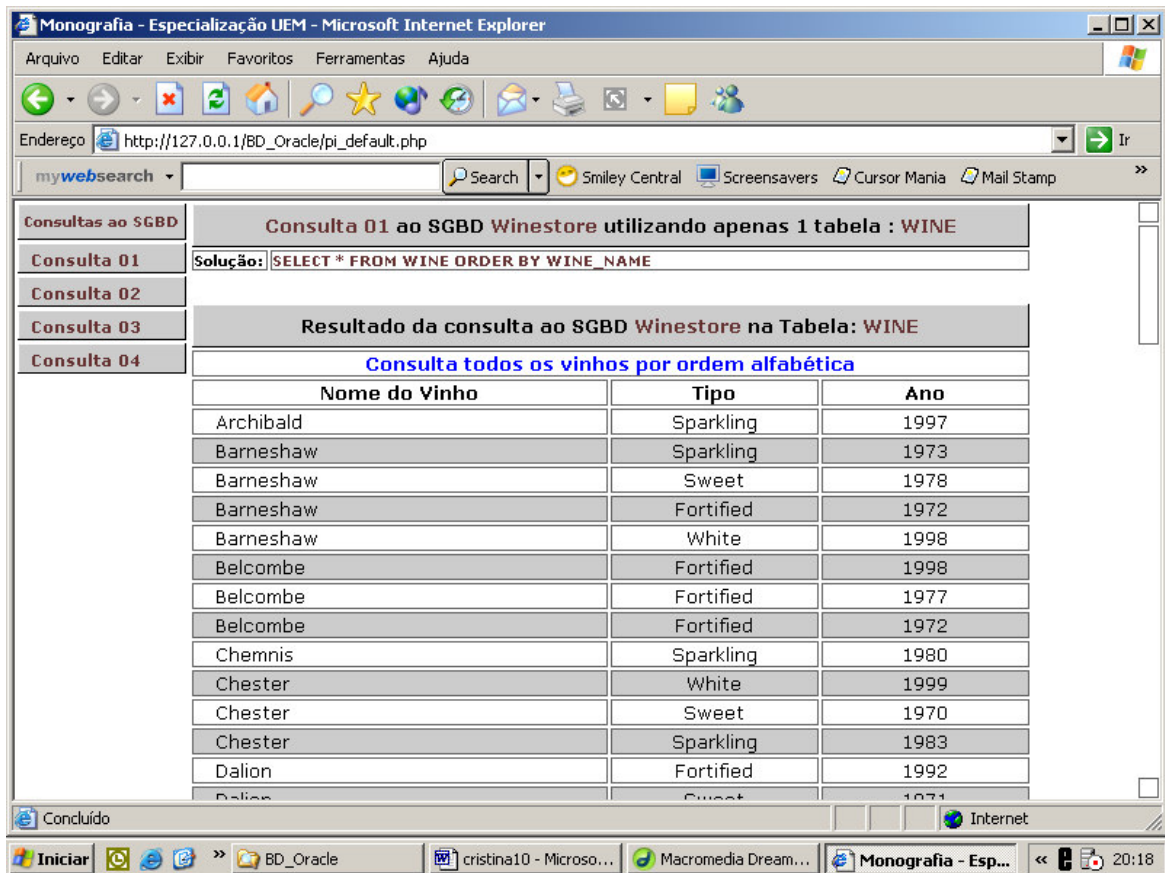 Monografia - Especialização UEM - Microsoft Internet Explorer
Arquivo Editar Exibir Favoritos Ferramentas Ajuda
Endereço http://127.0.0.1/BD_Oracle/pi_default.php Ir
mywebsearch Search Smiley Central Screensavers Cursor Mania Mail Stamp »
Consultas ao SGBD
Consulta 01
Consulta 02
Consulta 03
Consulta 04
Consulta 01 ao SGBD Winestore utilizando apenas 1 tabela : WINE
Solução: SELECT * FROM WINE ORDER BY WINE_NAME
Resultado da consulta ao SGBD Winestore na Tabela: WINE
Consulta todos os vinhos por ordem alfabética
Nome do Vinho Tipo Ano
Archibald Sparkling 1997
Barneshaw Sparkling 1973
Barneshaw Sweet 1978
Barneshaw Fortified 1972
Barneshaw White 1998
Belcombe Fortified 1998
Belcombe Fortified 1977
Belcombe Fortified 1972
Chemnis Sparkling 1980
Chester White 1999
Chester Sweet 1970
Chester Sparkling 1983
Dalion Fortified 1992
Dalion Sweet 1971
Concluído Internet
Iniciar » BD_Oracle cristina10 - Microso... Macromedia Dream... Monografia - Esp... « 20:18